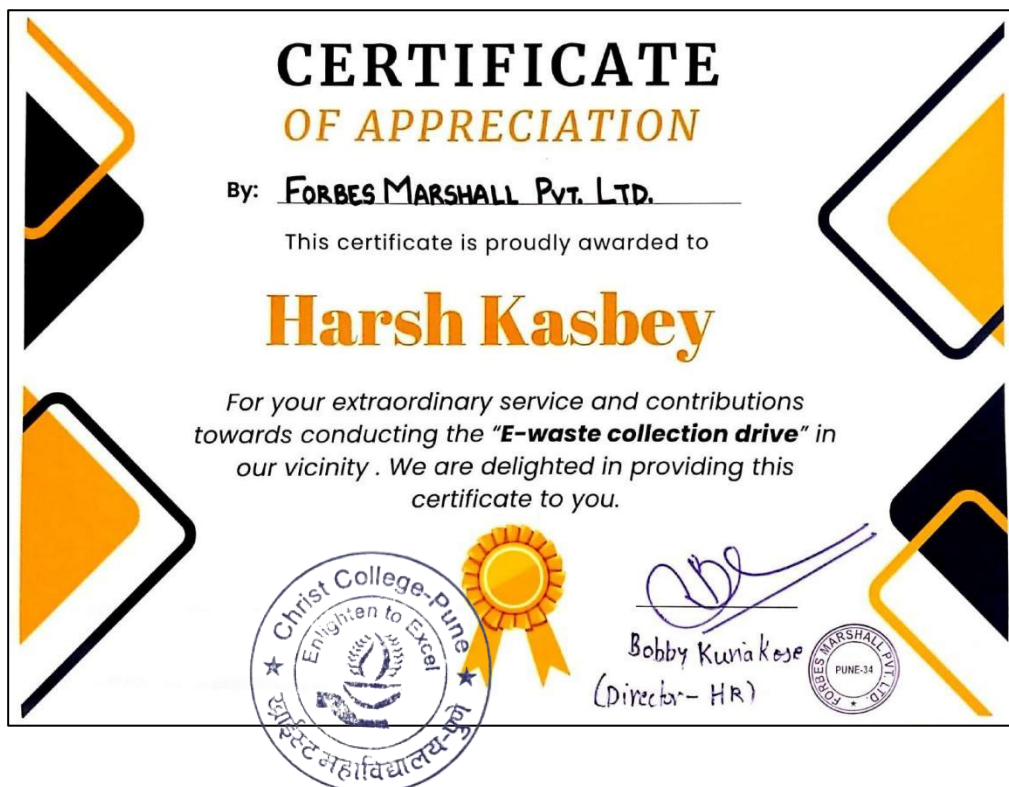 CERTIFICATE
OF APPRECIATION
By: FORBES MARSHALL PVT. LTD.
This certificate is proudly awarded to
Harsh Kasbey
For your extraordinary service and contributions
towards conducting the “E-waste collection drive” in
our vicinity . We are delighted in providing this
certificate to you.
Christ College-Pune
Enlighten to Excel
ख्राईस्ट महाविद्यालय-पुणे
Bobby Kuriakose
(Director - HR)
FORBES MARSHALL PVT. LTD.
PUNE-34